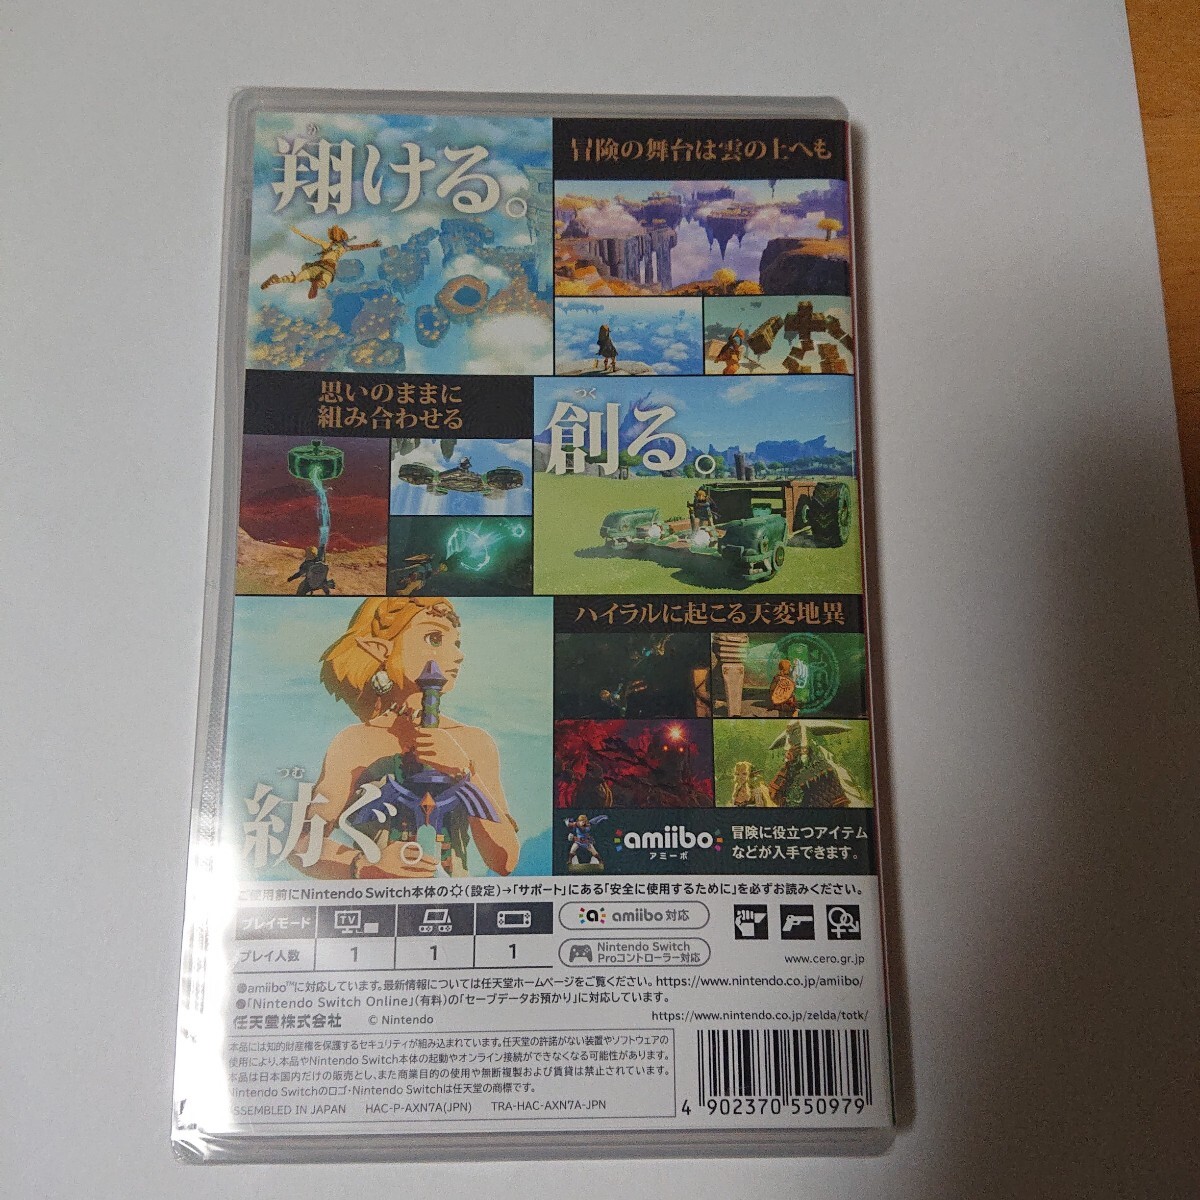 か
翔ける。
冒険の舞台は雲の上へも
思いのままに
組み合わせる
つく
創る。
ハイラルに起こる天変地異
つむ
紡ぐ。
amiibo
アミーボ
冒険に役立つアイテム
などが入手できます。
ご使用前にNintendo Switch本体の(設定)→「サポート」にある「安全に使用するために」を必ずお読みください。
プレイモード TV
プレイ人数 1 1 1
a amiibo 対応
Nintendo Switch
Proコントローラー対応
www.cero.gr.jp
●amiibo™に対応しています。最新情報については任天堂ホームページをご覧ください。https://www.nintendo.co.jp/amiibo/
●「Nintendo Switch Online」(有料)の「セーブデータお預かり」に対応しています。
任天堂株式会社 © Nintendo
https://www.nintendo.co.jp/zelda/totk/
本品には知的財産権を保護するセキュリティが組み込まれています。任天堂の許諾がない装置やソフトウェアの
使用により、本品やNintendo Switch本体の起動やオンライン接続ができなくなる可能性があります。
本品は日本国内だけの販売とし、また商業目的の使用や無断複製および賃貸は禁止されています。
Nintendo Switchのロゴ・Nintendo Switchは任天堂の商標です。
ASSEMBLED IN JAPAN HAC-P-AXN7A(JPN) TRA-HAC-AXN7A-JPN
4 902370 550979